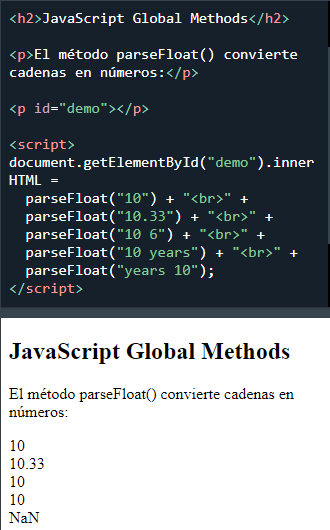 <h2>JavaScript Global Methods</h2>
<p>El método parseFloat() convierte
cadenas en números:</p>
<p id="demo"></p>
<script>
document.getElementById("demo").inner
HTML =
  parseFloat("10") + "<br>" +
  parseFloat("10.33") + "<br>" +
  parseFloat("10 6") + "<br>" +
  parseFloat("10 years") + "<br>" +
  parseFloat("years 10");
</script>
JavaScript Global Methods
El método parseFloat() convierte cadenas en
números:
10
10.33
10
10
NaN